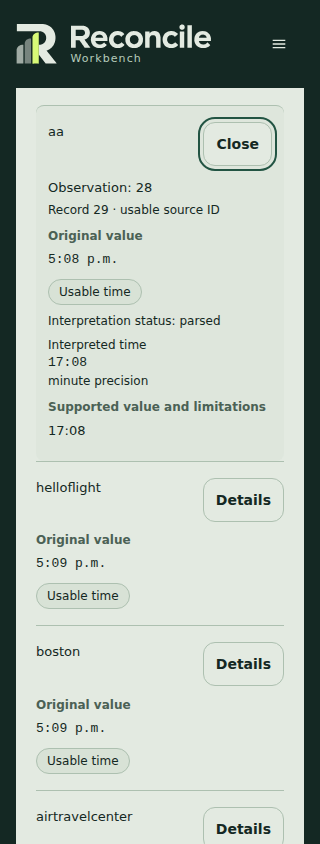 Reconcile
Workbench
aa
Close
Observation: 28
Record 29 · usable source ID
Original value
5:08 p.m.
Usable time
Interpretation status: parsed
Interpreted time
17:08
minute precision
Supported value and limitations
17:08
helloflight
Details
Original value
5:09 p.m.
Usable time
boston
Details
Original value
5:09 p.m.
Usable time
airtravelcenter
Details